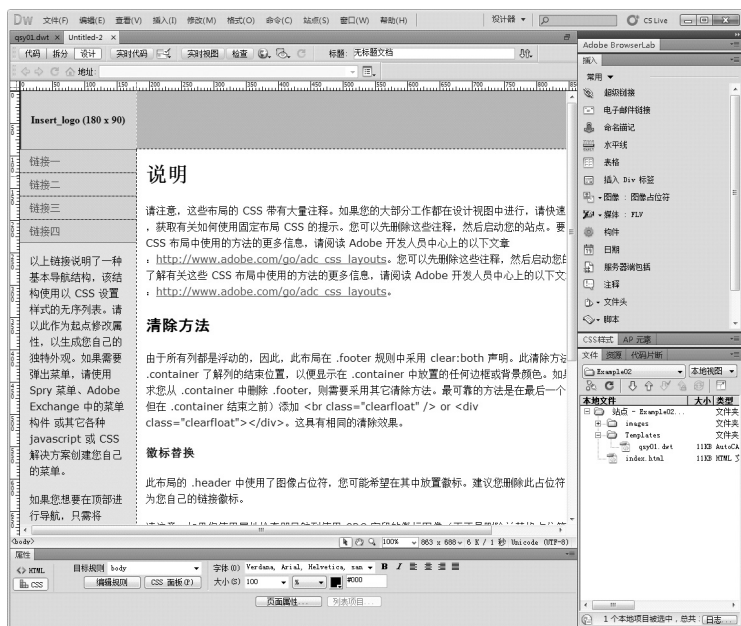 DW 文件(F) 编辑(E) 查看(V) 插入(I) 修改(M) 格式(O) 命令(C) 站点(S) 窗口(W) 帮助(H) 设计器 CS Live
qsy01.dwt × Untitled-2 ×
代码 拆分 设计 实时代码 实时视图 检查 标题: 无标题文档
地址:
0 50 100 150 200 250 300 350 400 450 500 550 600 650 700 750 800 85
Insert_logo (180 x 90)
链接一
链接二
链接三
链接四
以上链接说明了一种
基本导航结构，该结
构使用以 CSS 设置
样式的无序列表。请
以此作为起点修改属
性，以生成您自己的
独特外观。如果需要
弹出菜单，请使用
Spry 菜单、Adobe
Exchange 中的菜单
构件 或其它各种
javascript 或 CSS
解决方案创建您自己
的菜单。
如果您想要在顶部进
行导航，只需将
说明
请注意，这些布局的 CSS 带有大量注释。如果您的大部分工作都在设计视图中进行，请快速
，获取有关如何使用固定布局 CSS 的提示。您可以先删除这些注释，然后启动您的站点。要
CSS 布局中使用的方法的更多信息，请阅读 Adobe 开发人员中心上的以下文章
：http://www.adobe.com/go/adc_css_layouts。您可以先删除这些注释，然后启动您的
了解有关这些 CSS 布局中使用的方法的更多信息，请阅读 Adobe 开发人员中心上的以下文
：http://www.adobe.com/go/adc_css_layouts。
清除方法
由于所有列都是浮动的，因此，此布局在 .footer 规则中采用 clear:both 声明。此清除方法
.container 了解列的结束位置，以便显示在 .container 中放置的任何边框或背景颜色。如果
求您从 .container 中删除 .footer，则需要采用其它清除方法。最可靠的方法是在最后一个
但在 .container 结束之前）添加 <br class="clearfloat" /> or <div
class="clearfloat"></div>。这具有相同的清除效果。
徽标替换
此布局的 .header 中使用了图像占位符，您可能希望在其中放置徽标。建议您删除此占位符
为您自己的链接徽标。
<body> 100% 863 x 688 6 K / 1 秒 Unicode (UTF-8)
属性
HTML 目标规则 body 字体(O) Verdana, Arial, Helvetica, san B I
CSS 编辑规则 CSS 面板(P) 大小(S) 100 % #000
页面属性... 列表项目...
Adobe BrowserLab
插入
常用
超级链接
电子邮件链接
命名锚记
水平线
表格
插入 Div 标签
图像 : 图像占位符
媒体 : FLV
构件
日期
服务器端包括
注释
文件头
脚本
CSS样式 AP 元素
文件 资源 代码片断
Example02 本地视图
本地文件 大小 类型
站点 - Example02... 文件夹
images 文件夹
Templates 文件夹
qsy01.dwt 11KB AutoCA
index.html 11KB HTML 文
1 个本地项目被选中，总共: 日志...